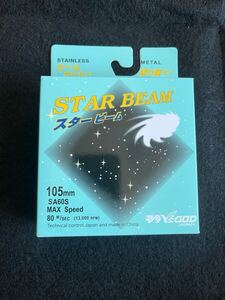 STAINLESS
METAL
STAR BEAM
スター ビーム
105mm
SA60S
MAX Speed
80 m/sec (13,000 RPM)
GOD
Technical control Japan and made in China